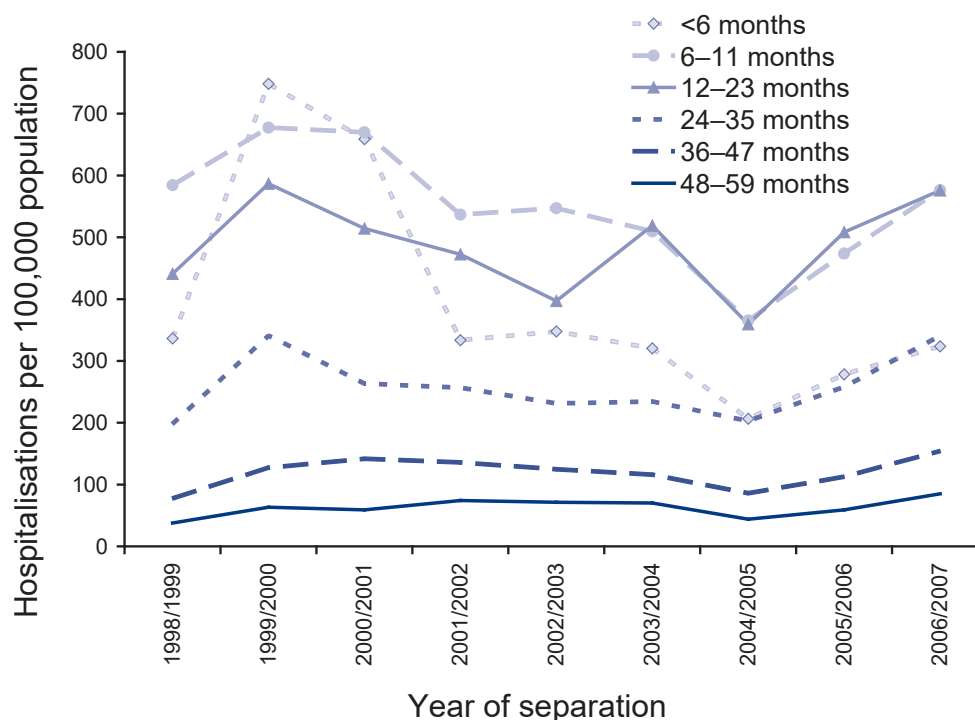 <6 months
6–11 months
12–23 months
24–35 months
36–47 months
48–59 months
Hospitalisations per 100,000 population
800
700
600
500
400
300
200
100
0
1998/1999
1999/2000
2000/2001
2001/2002
2002/2003
2003/2004
2004/2005
2005/2006
2006/2007
Year of separation